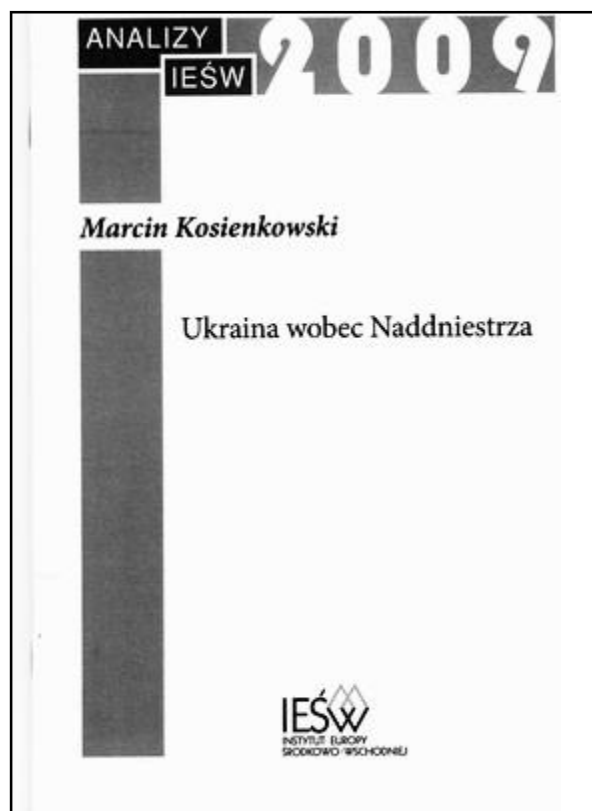 ANALIZY
IEŚW
2009
Marcin Kosienkowski
Ukraina wobec Naddniestrza
IEŚW
INSTYTUT EUROPY
ŚRODKOWO-WSCHODNIEJ